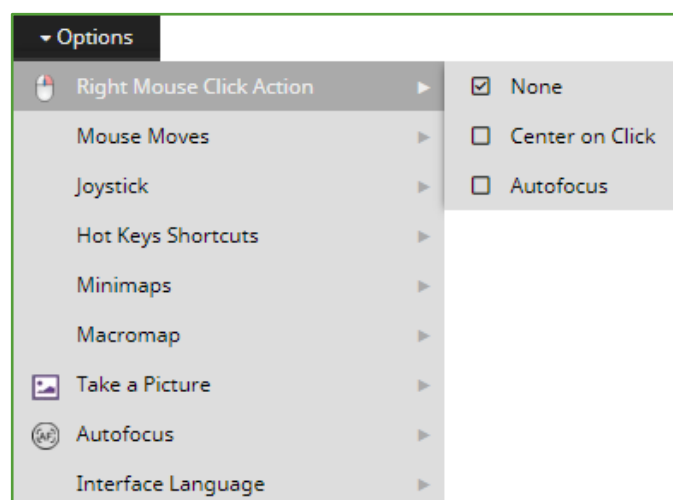 Options
Right Mouse Click Action
None
Mouse Moves
Center on Click
Joystick
Autofocus
Hot Keys Shortcuts
Minimaps
Macromap
Take a Picture
AF
Autofocus
Interface Language